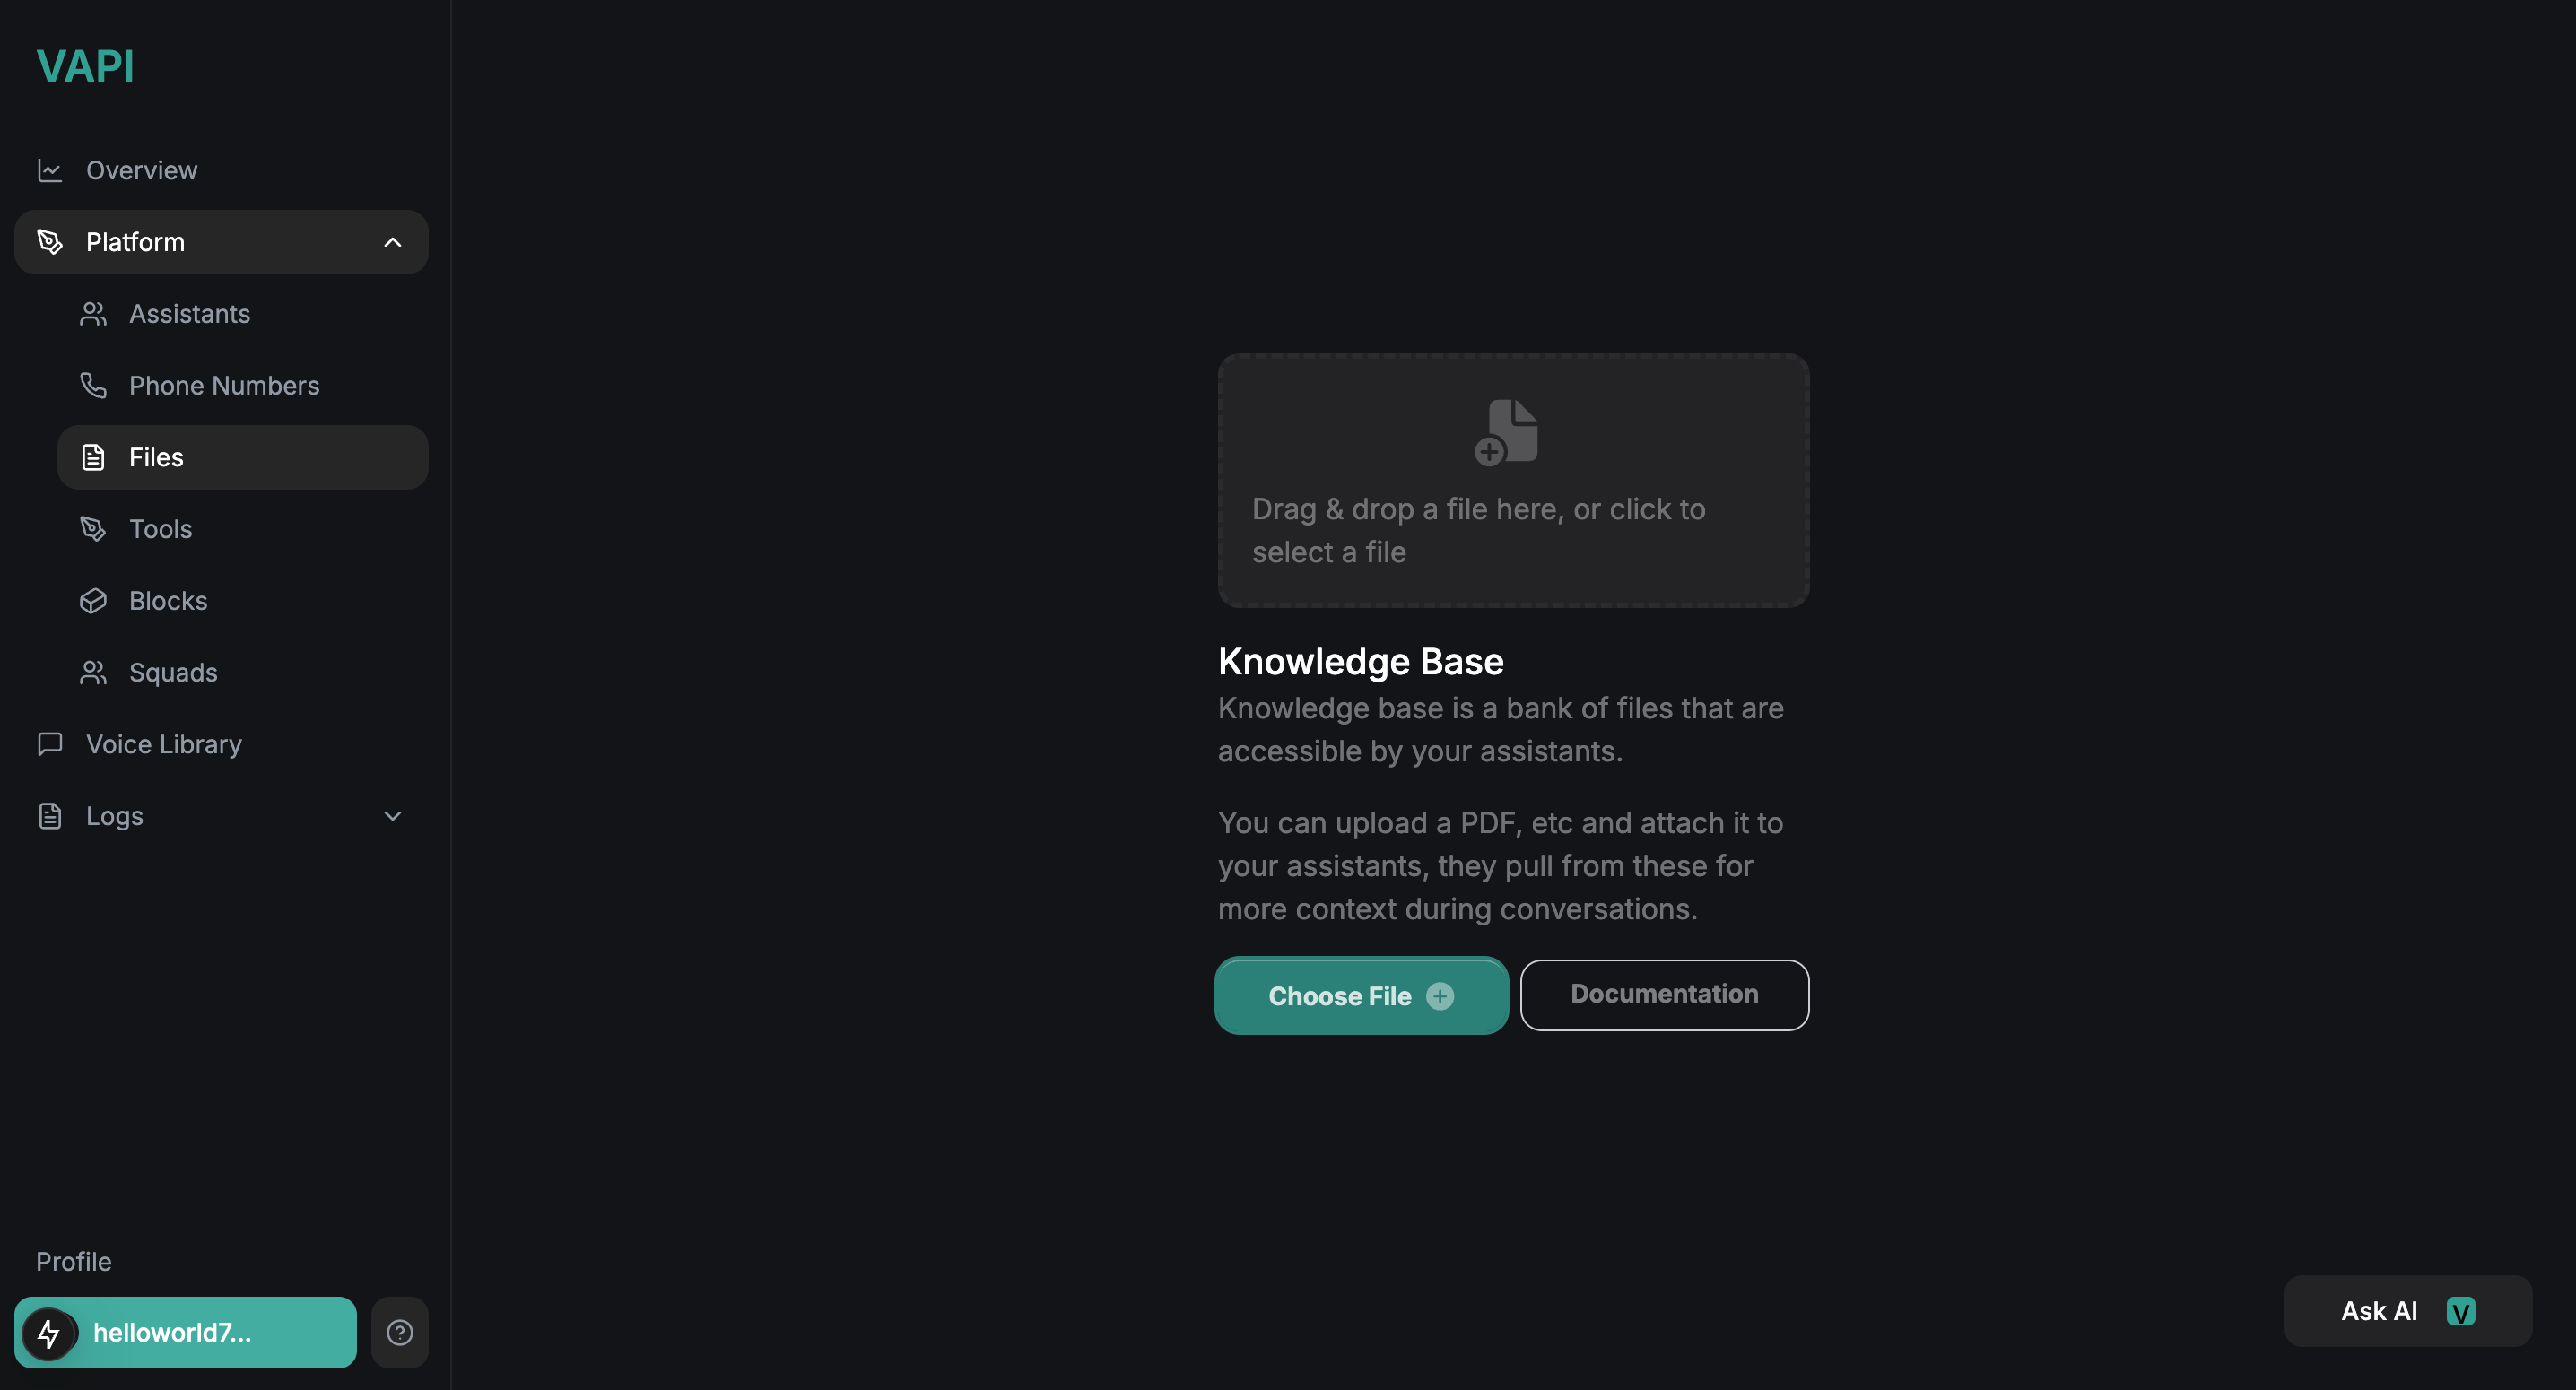 VAPI
Overview
Platform
Assistants
Phone Numbers
Files
Tools
Blocks
Squads
Voice Library
Logs
Profile
helloworld7...
Drag & drop a file here, or click to
select a file
Knowledge Base
Knowledge base is a bank of files that are
accessible by your assistants.
You can upload a PDF, etc and attach it to
your assistants, they pull from these for
more context during conversations.
Choose File
Documentation
Ask AI V